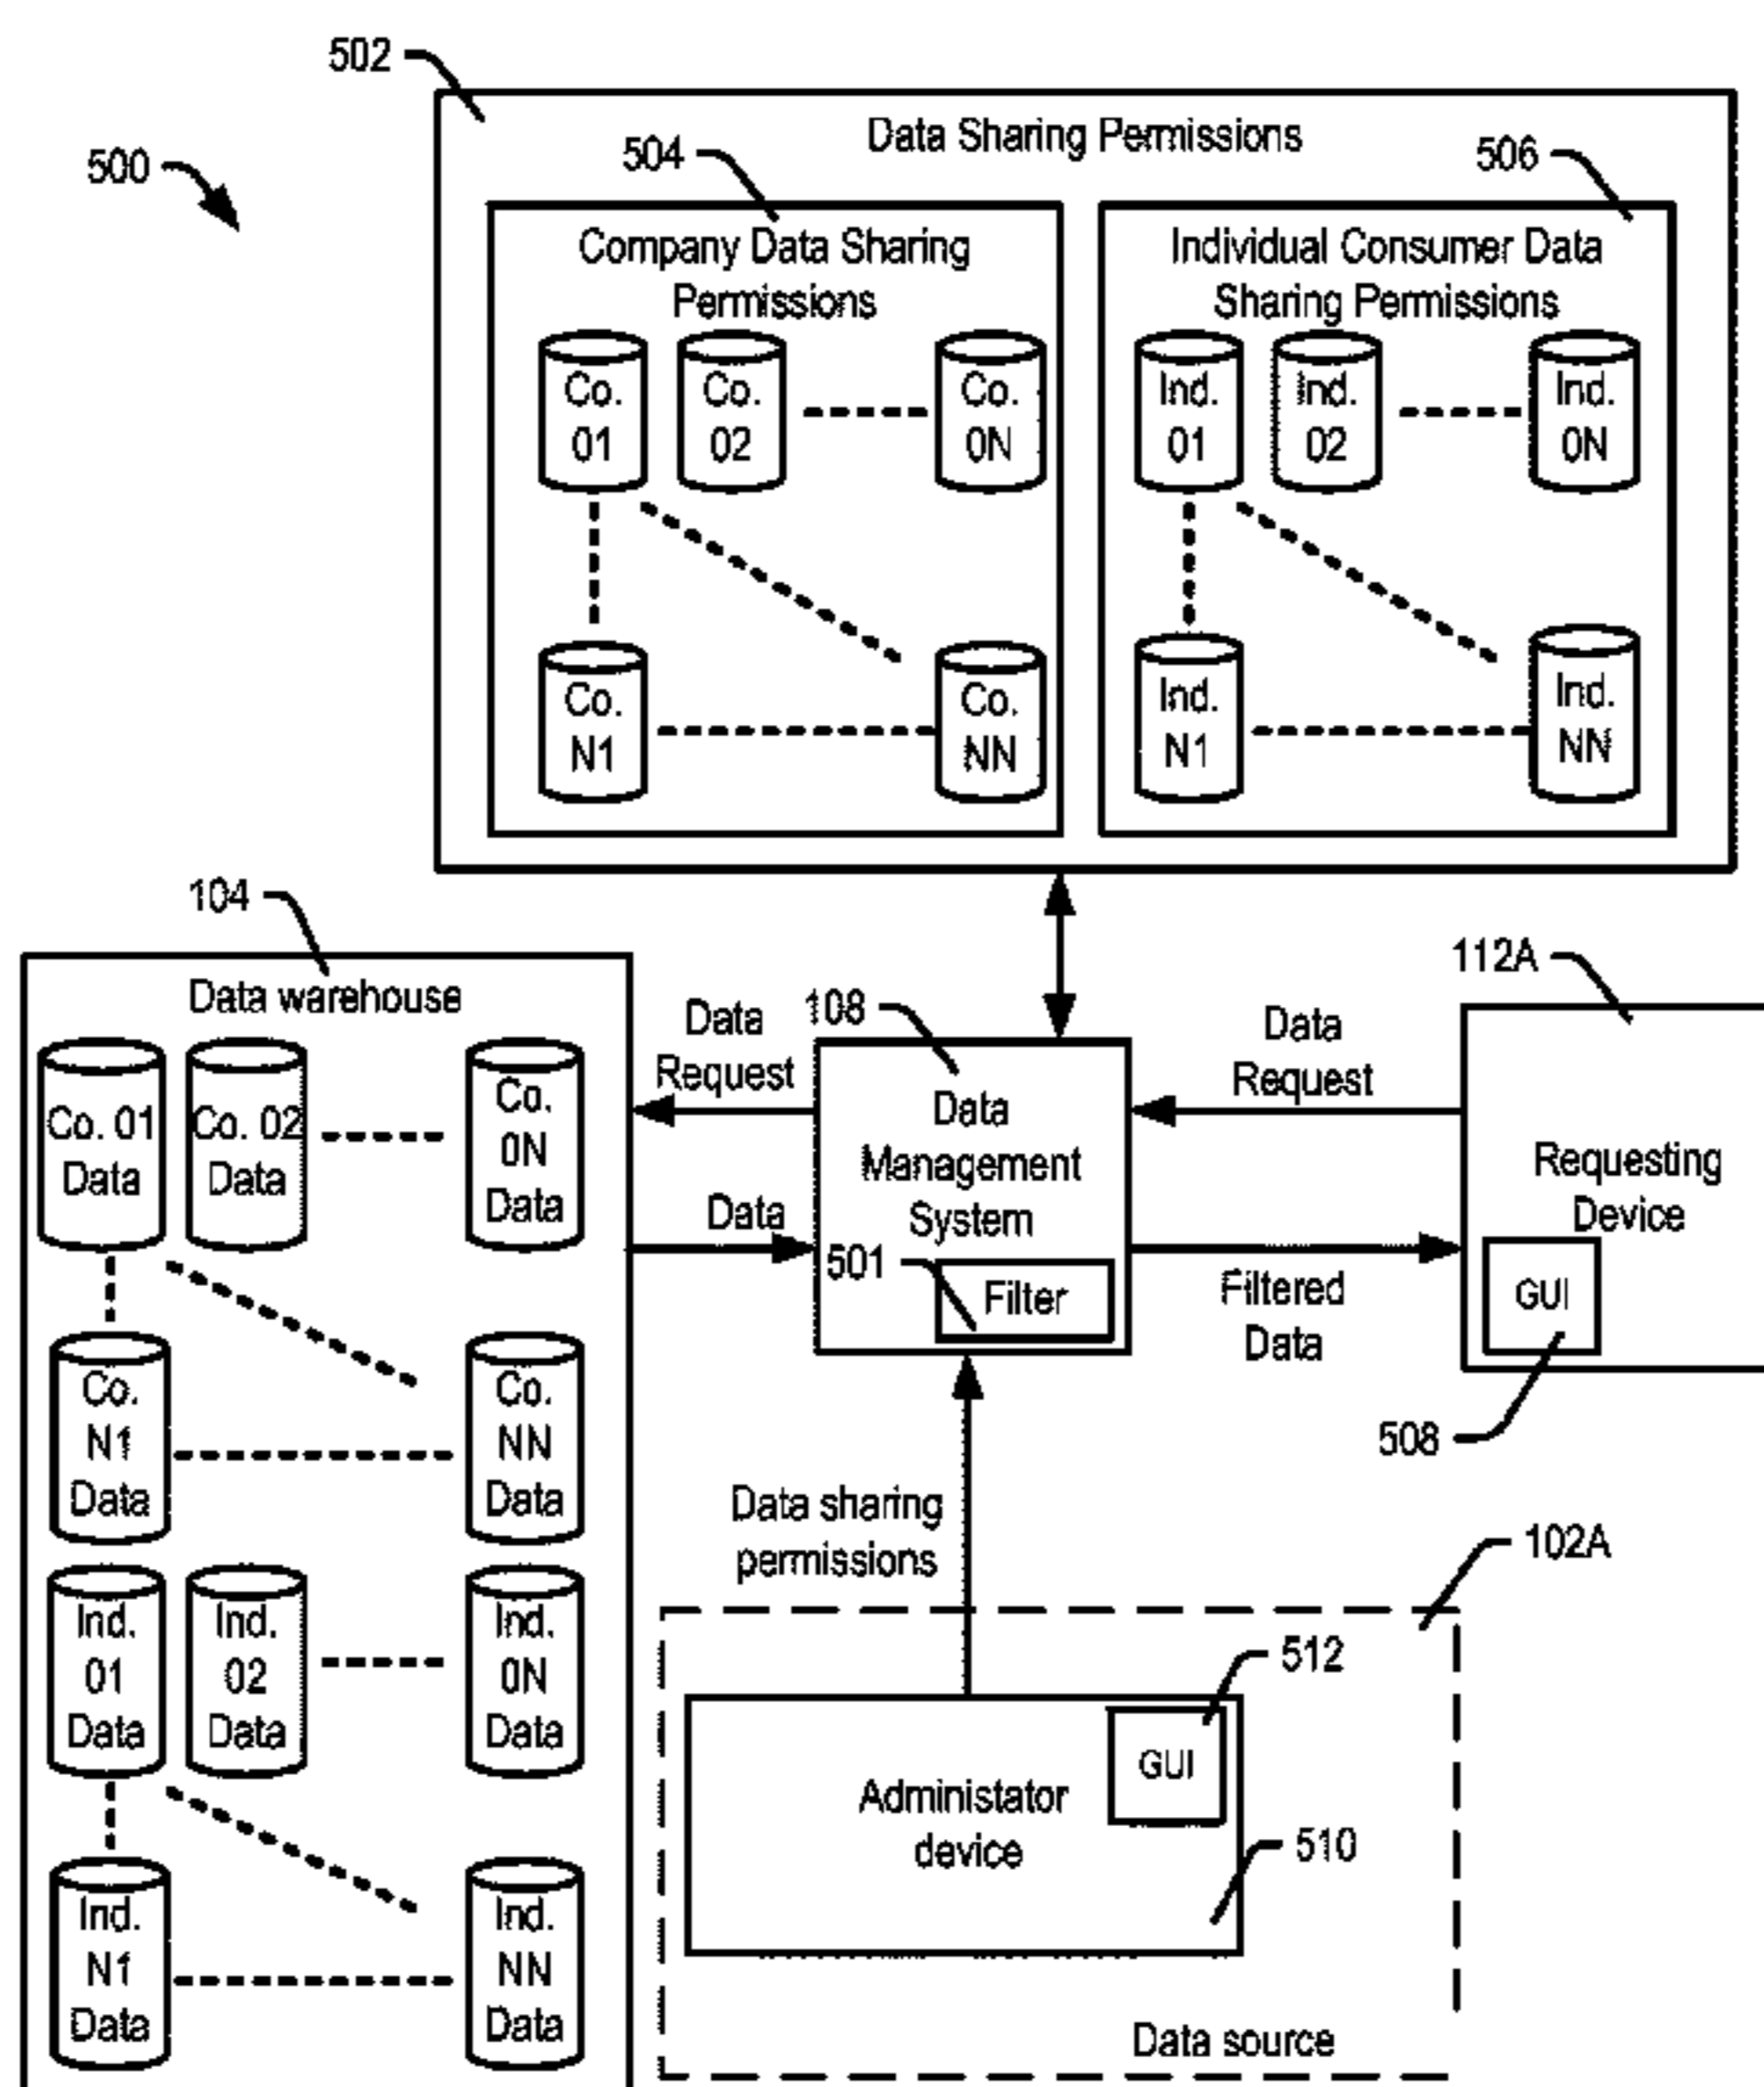 502
Data Sharing Permissions
500
504
506
Company Data Sharing
Permissions
Individual Consumer Data
Sharing Permissions
Co.
01
Co.
02
Co.
0N
Ind.
01
Ind.
02
Ind.
0N
Co.
N1
Co.
NN
Ind.
N1
Ind.
NN
104
Data warehouse
Co. 01
Data
Co. 02
Data
Co.
0N
Data
Co.
N1
Data
Co.
NN
Data
Ind.
01
Data
Ind.
02
Data
Ind.
0N
Data
Ind.
N1
Data
Ind.
NN
Data
Data
Request
Data
108
Data
Management
System
501
Filter
Data
Request
Filtered
Data
112A
Requesting
Device
GUI
508
Data sharing
permissions
102A
512
GUI
Administator
device
510
Data source